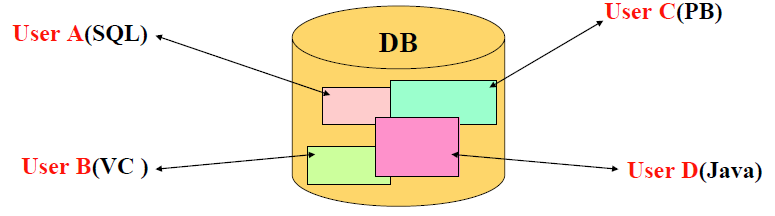 User C(PB)
User A(SQL)
DB
User B(VC )
User D(Java)